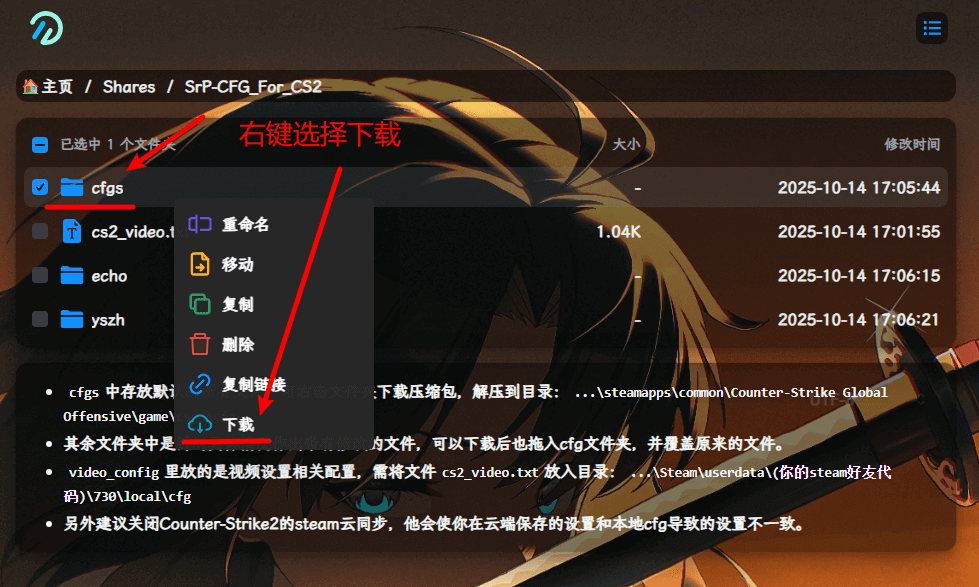 主页 / Shares / SrP-CFG_For_CS2
右键选择下载
已选中 1 个文件夹 大小 修改时间
cfgs - 2025-10-14 17:05:44
cs2_video.t 1.04K 2025-10-14 17:01:55
echo - 2025-10-14 17:06:15
yszh - 2025-10-14 17:06:21
重命名
移动
复制
删除
复制链接
下载
cfgs 中存放默 下载压缩包，解压到目录： ...\steamapps\common\Counter-Strike Global
Offensive\game\
其余文件夹中是 的文件，可以下载后也拖入cfg文件夹，并覆盖原来的文件。
video_config 里放的是视频设置相关配置，需将文件 cs2_video.txt 放入目录： ...\Steam\userdata\(你的steam好友代
码)\730\local\cfg
另外建议关闭Counter-Strike2的steam云同步，他会使你在云端保存的设置和本地cfg导致的设置不一致。